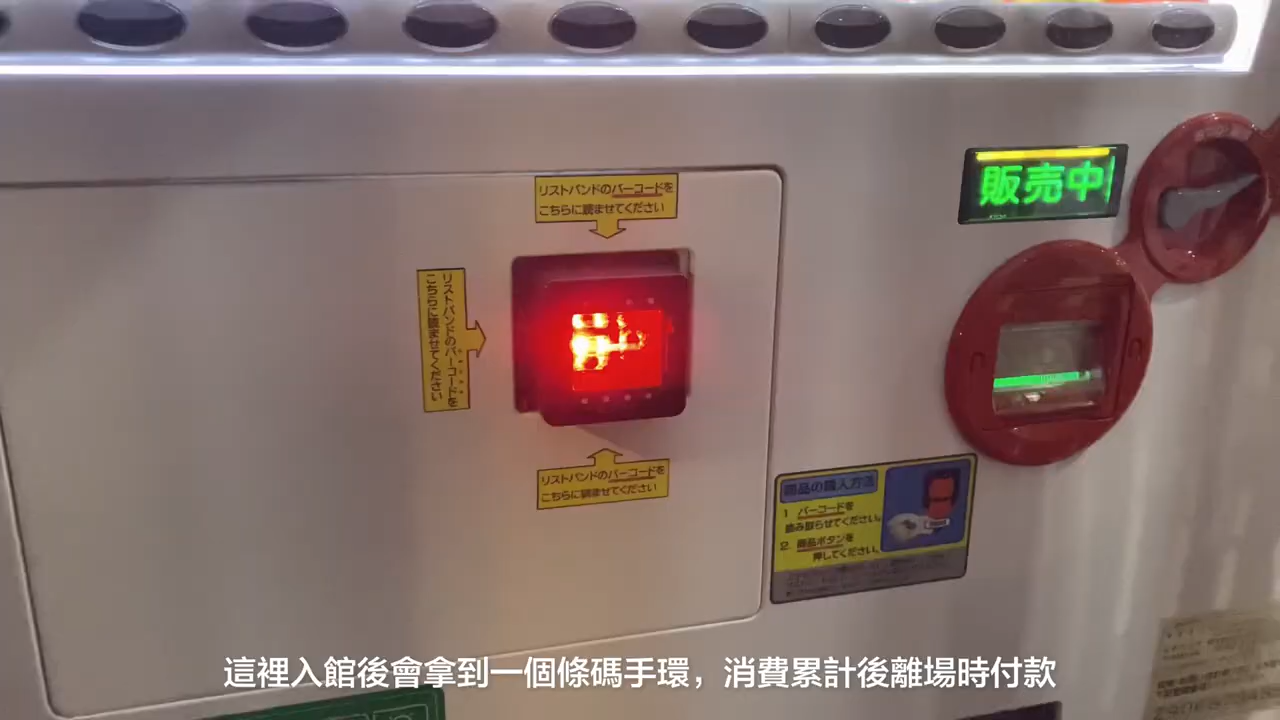 販売中
リストバンドのバーコードを
こちらに読ませてください
リストバンドのバーコードを
こちらに読ませてください
リストバンドのバーコードを
こちらに読ませてください
商品の購入方法
1 バーコードを
読み取らせてください。
2 商品ボタンを
押してください。
這裡入館後會拿到一個條碼手環，消費累計後離場時付款